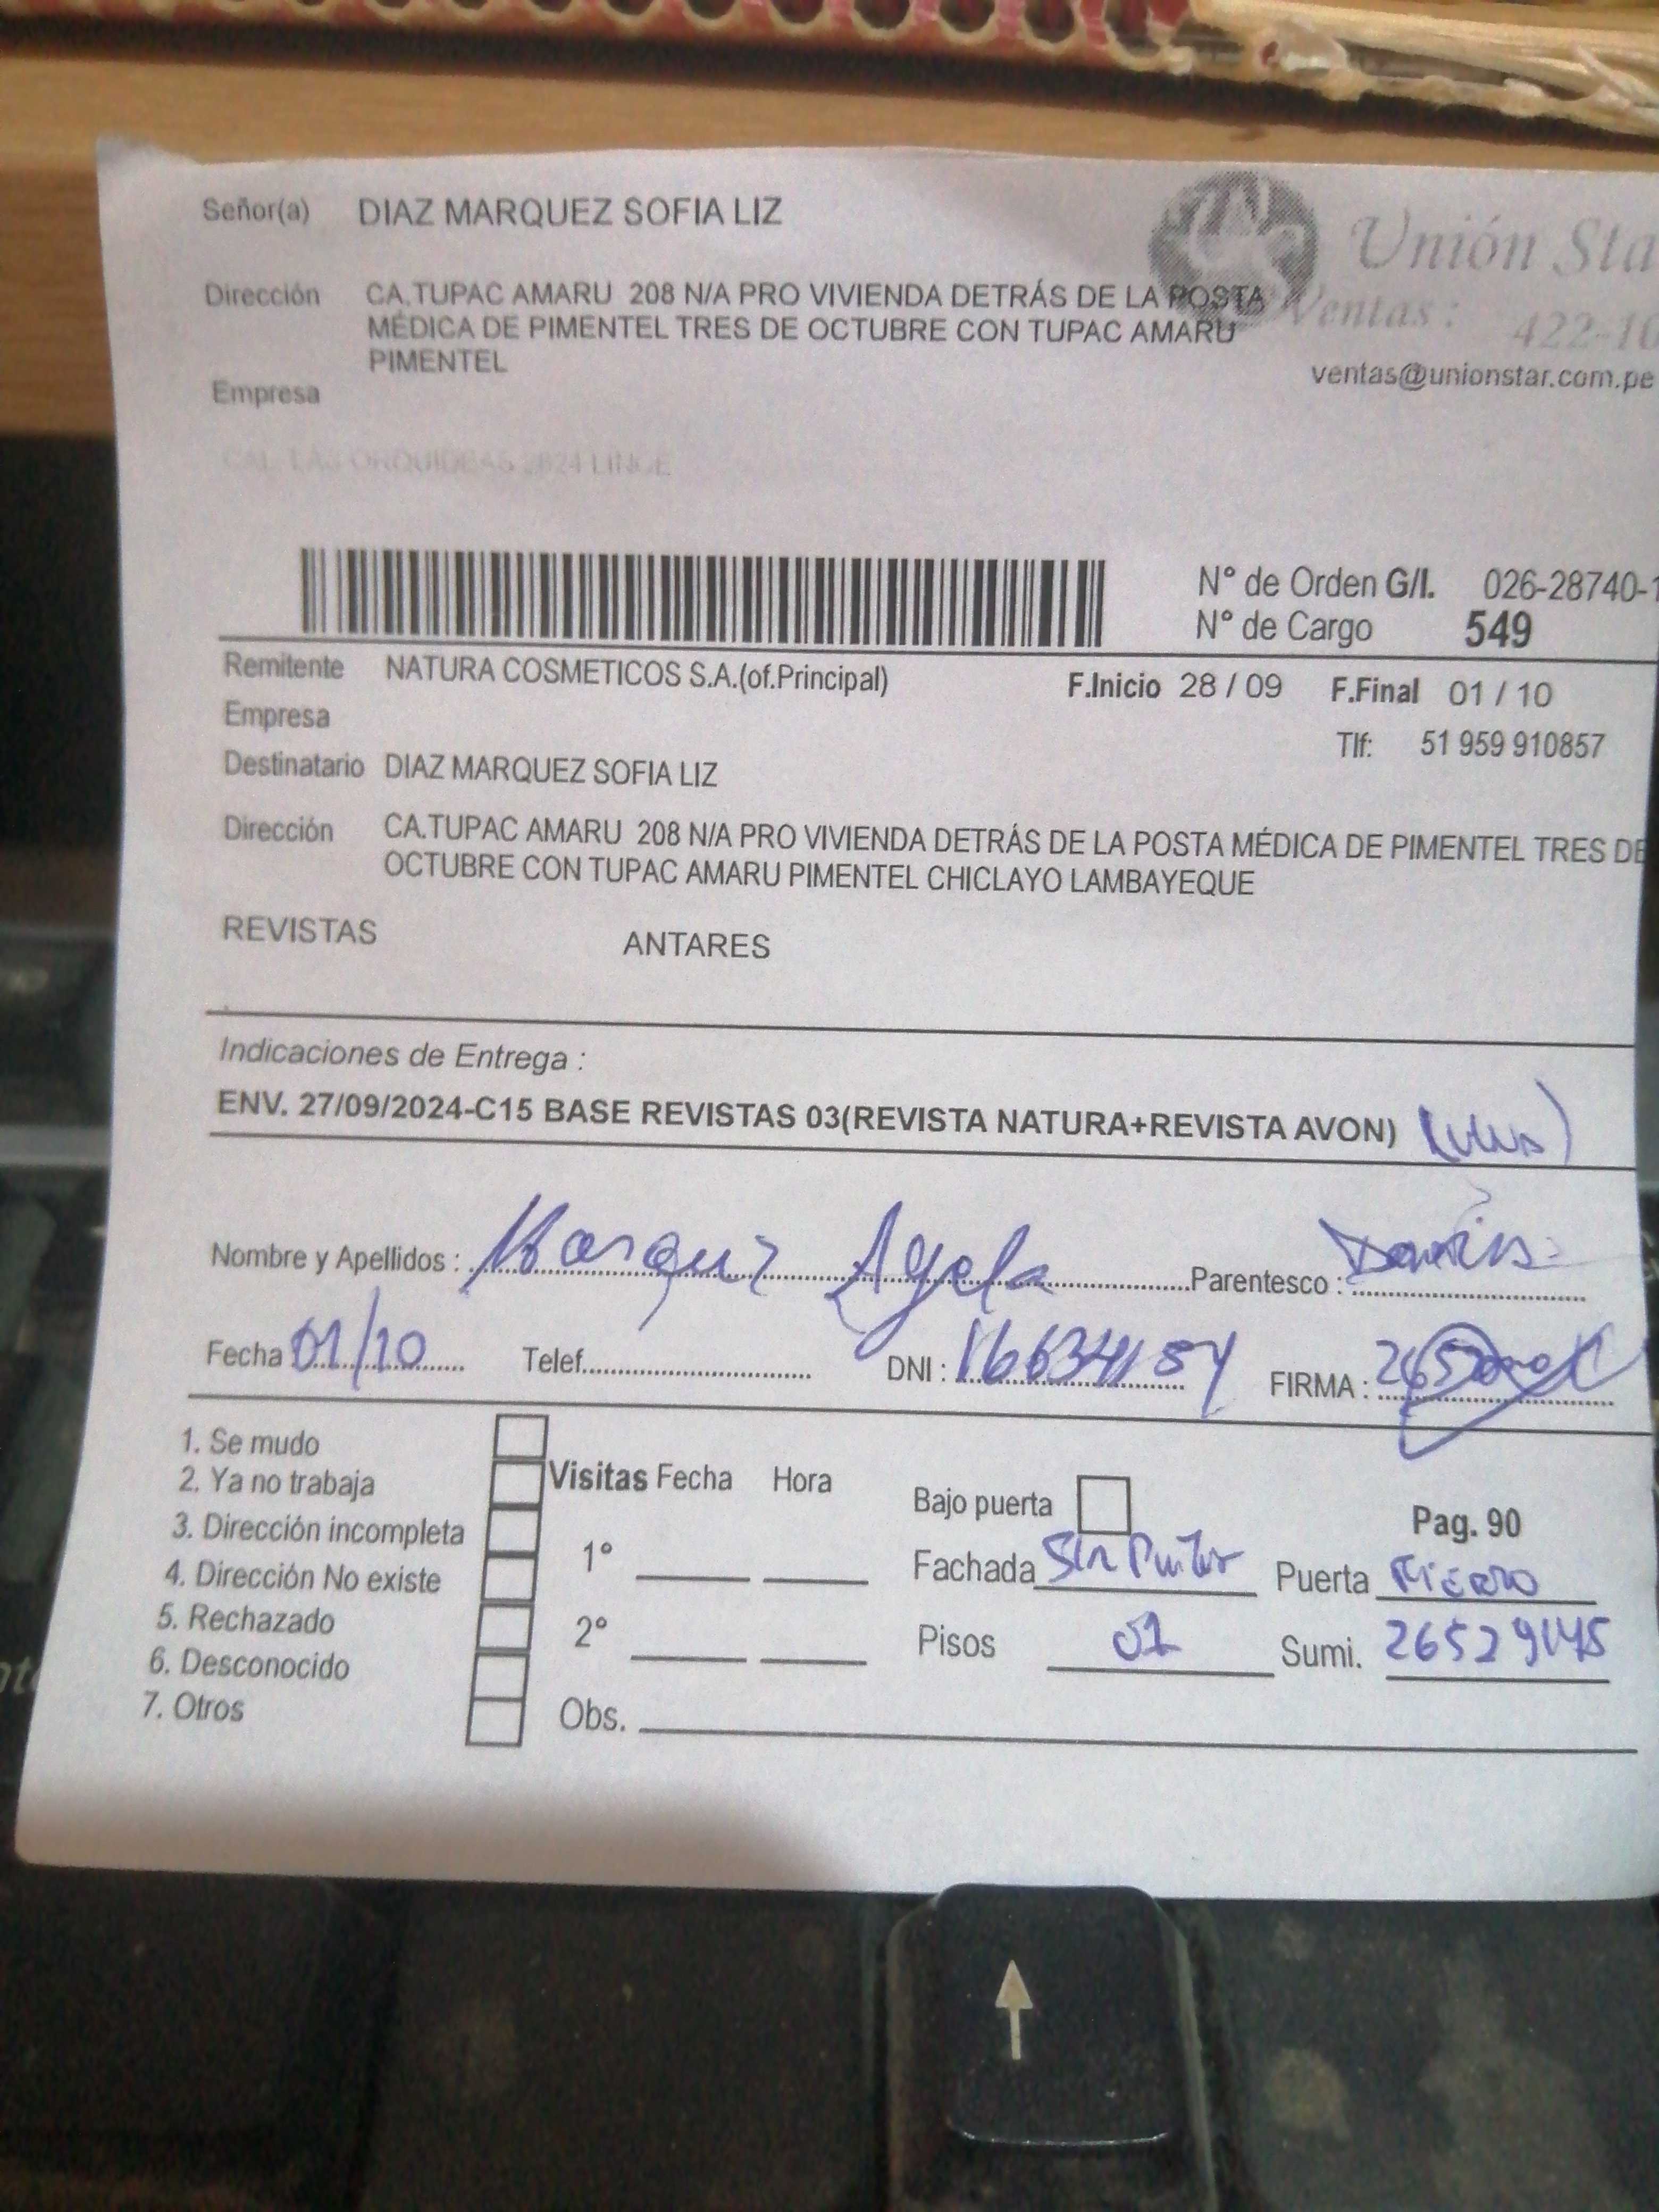 Señor(a) DIAZ MARQUEZ SOFIA LIZ
Unión Sta
Dirección CA.TUPAC AMARU 208 N/A PRO VIVIENDA DETRÁS DE LA POSTA
MÉDICA DE PIMENTEL TRES DE OCTUBRE CON TUPAC AMARU
PIMENTEL
Ventas: 422-10
ventas@unionstar.com.pe
Empresa
CAL. LAS ORQUIDEAS 2624 LINCE
N° de Orden G/I. 026-28740-1
N° de Cargo 549
Remitente NATURA COSMETICOS S.A.(of.Principal) F.Inicio 28 / 09 F.Final 01 / 10
Empresa
Tlf: 51 959 910857
Destinatario DIAZ MARQUEZ SOFIA LIZ
Dirección CA.TUPAC AMARU 208 N/A PRO VIVIENDA DETRÁS DE LA POSTA MÉDICA DE PIMENTEL TRES DE
OCTUBRE CON TUPAC AMARU PIMENTEL CHICLAYO LAMBAYEQUE
REVISTAS ANTARES
Indicaciones de Entrega :
ENV. 27/09/2024-C15 BASE REVISTAS 03(REVISTA NATURA+REVISTA AVON)
Nombre y Apellidos : Marquez Parentesco :
Fecha 01/10 Telef. DNI : FIRMA :
1. Se mudo
2. Ya no trabaja
3. Dirección incompleta
4. Dirección No existe
5. Rechazado
6. Desconocido
7. Otros
Visitas Fecha Hora
1°
2°
Obs.
Bajo puerta Pag. 90
Fachada Sin Pintar Puerta Fierro
Pisos 01 Sumi. 26529145